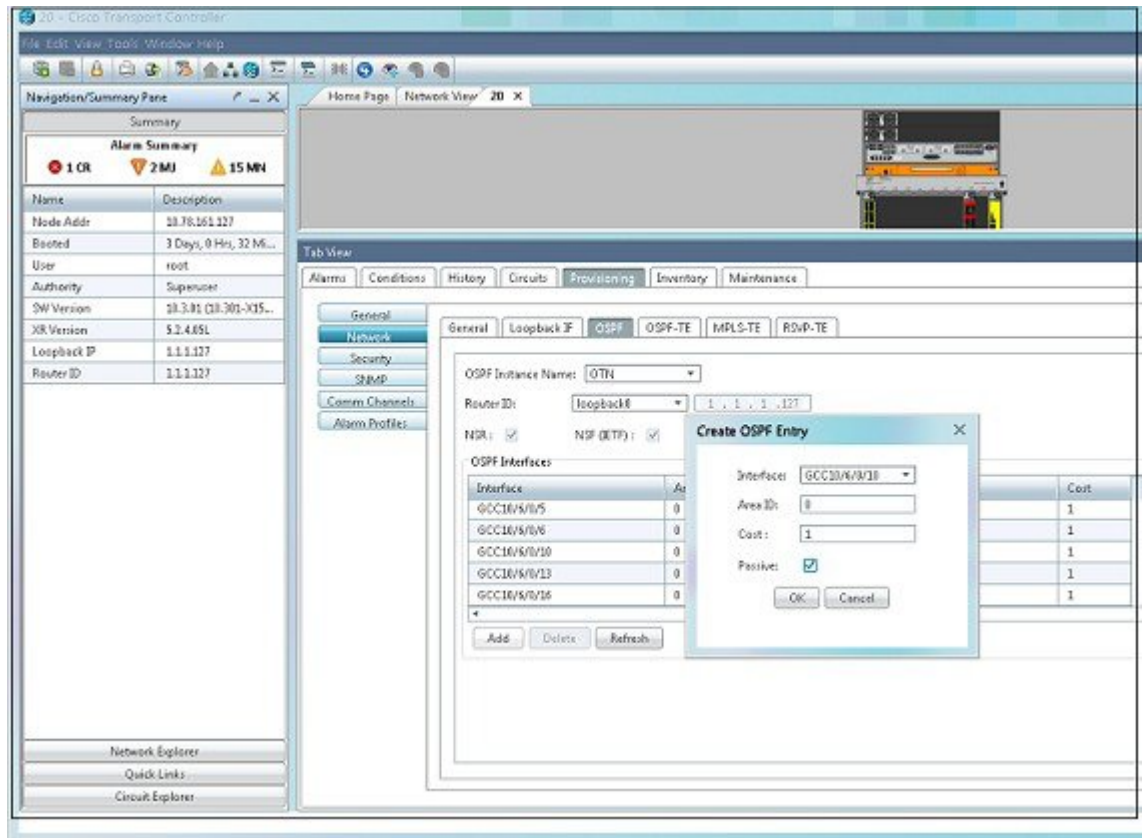 20 - Cisco Transport Controller
File Edit View Tools Window Help
Navigation/Summary Pane
Home Page Network View 20 X
Summary
Alarm Summary
1 CR 2 MJ 15 MN
Name Description
Node Addr 10.78.161.127
Booted 3 Days, 0 Hrs, 32 Mi...
User root
Authority Superuser
SW Version
XR Version
Loopback IP 1.1.1.127
Router ID 1.1.1.127
Network Explorer
Quick Links
Circuit Explorer
Tab View
Alarms Conditions History Circuits Provisioning Inventory Maintenance
General
Network
Security
SNMP
Comm Channels
Alarm Profiles
General Loopback IF OSPF OSPF-TE MPLS-TE RSVP-TE
OSPF Instance Name: OTN
Router ID: loopback0 1 . 1 . 1 .127
NSR: NSF (IETF):
OSPF Interfaces
Interface Cost
GCC10/6/0/5 0 1
GCC10/6/0/6 0 1
GCC10/6/0/10 0 1
GCC10/6/0/13 0 1
GCC10/6/0/16 0 1
Add Delete Refresh
Create OSPF Entry
Interface: GCC10/6/0/10
Area ID: 0
Cost: 1
Passive:
OK Cancel